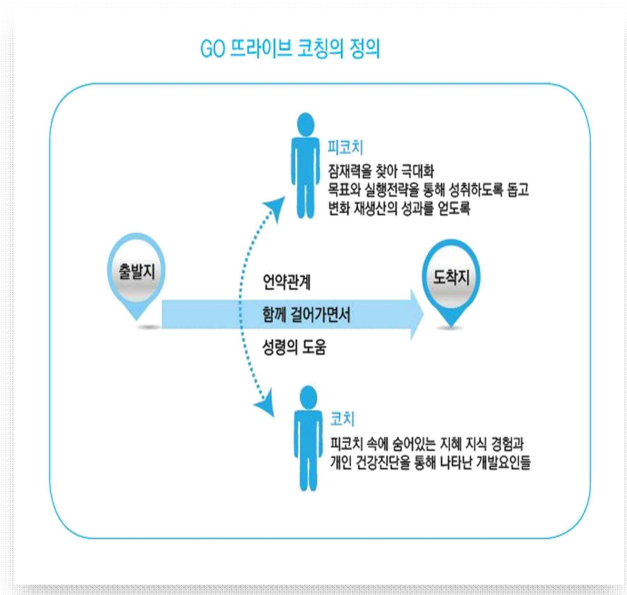 GO 뜨라이브 코칭의 정의
피코치
잠재력을 찾아 극대화
목표와 실행전략을 통해 성취하도록 돕고
변화 재생산의 성과를 얻도록
출발지
언약관계
함께 걸어가면서
성령의 도움
도착지
코치
피코치 속에 숨어있는 지혜 지식 경험과
개인 건강진단을 통해 나타난 개발요인들